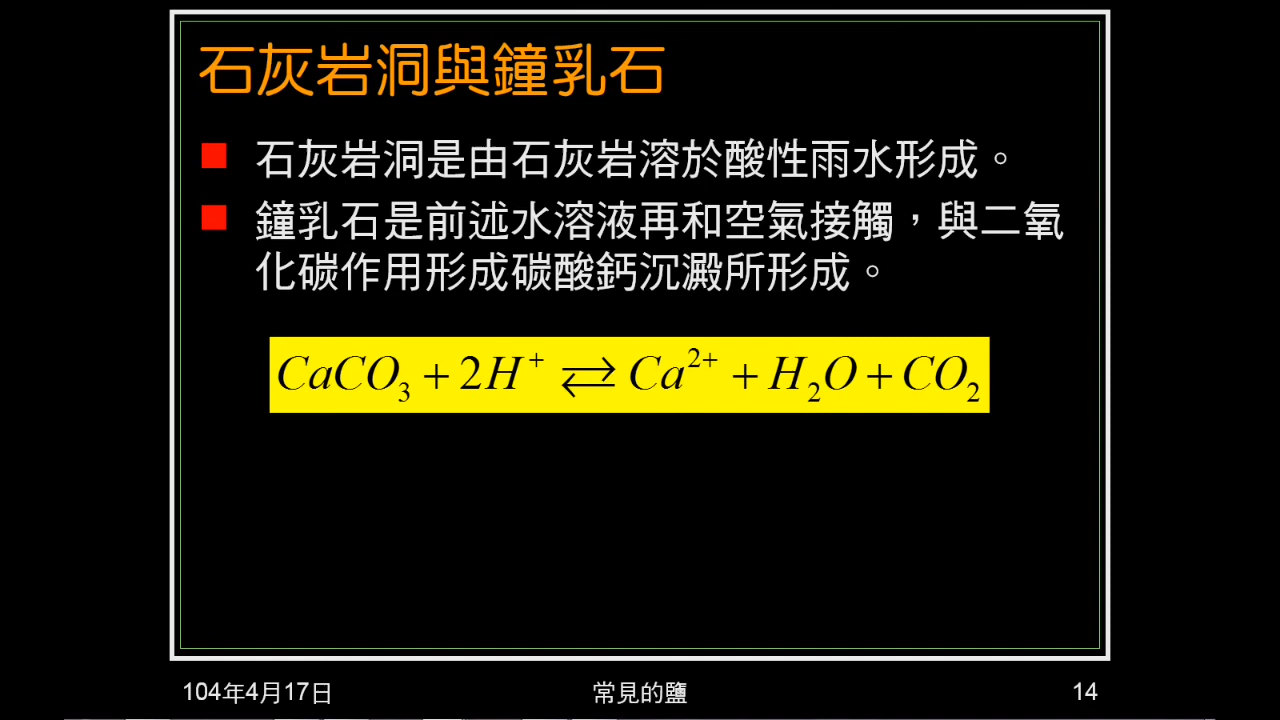 石灰岩洞與鐘乳石
石灰岩洞是由石灰岩溶於酸性雨水形成。
鐘乳石是前述水溶液再和空氣接觸，與二氧
化碳作用形成碳酸鈣沉澱所形成。
CaCO₃ + 2H⁺ ⇄ Ca²⁺ + H₂O + CO₂
104年4月17日 常見的鹽 14